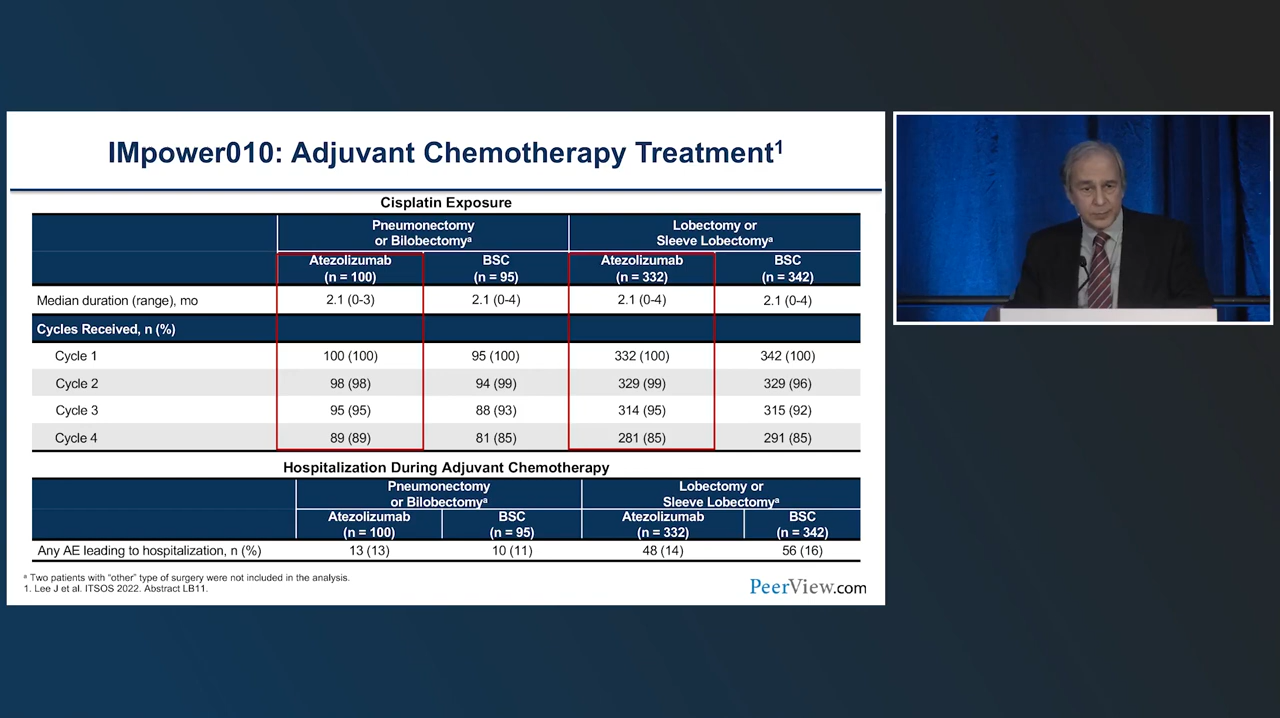 IMpower010: Adjuvant Chemotherapy Treatment¹
Cisplatin Exposure
Pneumonectomy
or Bilobectomyᵃ
Lobectomy or
Sleeve Lobectomyᵃ
Atezolizumab
(n = 100)
BSC
(n = 95)
Atezolizumab
(n = 332)
BSC
(n = 342)
Median duration (range), mo 2.1 (0-3) 2.1 (0-4) 2.1 (0-4) 2.1 (0-4)
Cycles Received, n (%)
Cycle 1 100 (100) 95 (100) 332 (100) 342 (100)
Cycle 2 98 (98) 94 (99) 329 (99) 329 (96)
Cycle 3 95 (95) 88 (93) 314 (95) 315 (92)
Cycle 4 89 (89) 81 (85) 281 (85) 291 (85)
Hospitalization During Adjuvant Chemotherapy
Pneumonectomy
or Bilobectomyᵃ
Lobectomy or
Sleeve Lobectomyᵃ
Atezolizumab
(n = 100)
BSC
(n = 95)
Atezolizumab
(n = 332)
BSC
(n = 342)
Any AE leading to hospitalization, n (%) 13 (13) 10 (11) 48 (14) 56 (16)
ᵃ Two patients with “other” type of surgery were not included in the analysis.
1. Lee J et al. ITSOS 2022. Abstract LB11.
PeerView.com